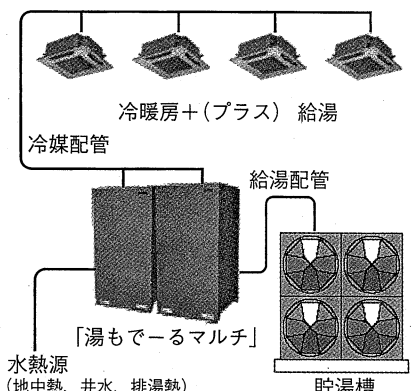 冷暖房＋(プラス) 給湯
冷媒配管
給湯配管
「湯もでーるマルチ」
水熱源
(地中熱、井水、排湯熱)
貯湯槽